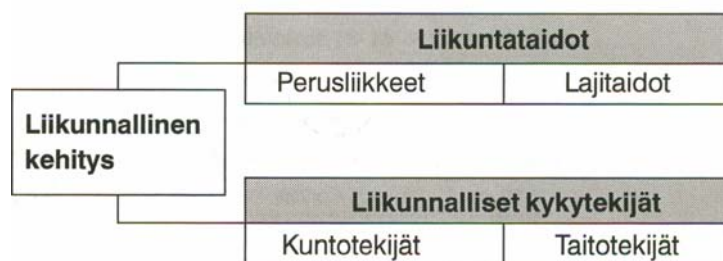 Liikuntataidot
Perusliikkeet Lajitaidot
Liikunnallinen
kehitys
Liikunnalliset kykytekijät
Kuntotekijät Taitotekijät